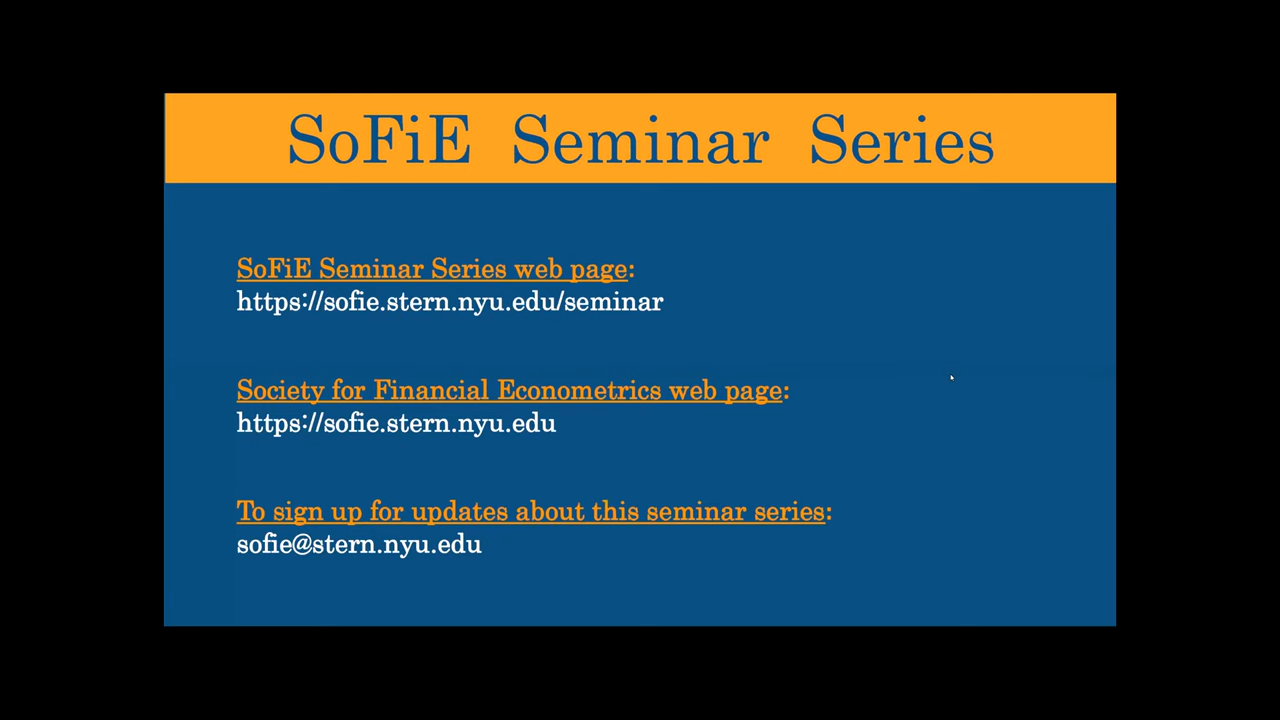 SoFiE Seminar Series
SoFiE Seminar Series web page:
https://sofie.stern.nyu.edu/seminar
Society for Financial Econometrics web page:
https://sofie.stern.nyu.edu
To sign up for updates about this seminar series:
sofie@stern.nyu.edu